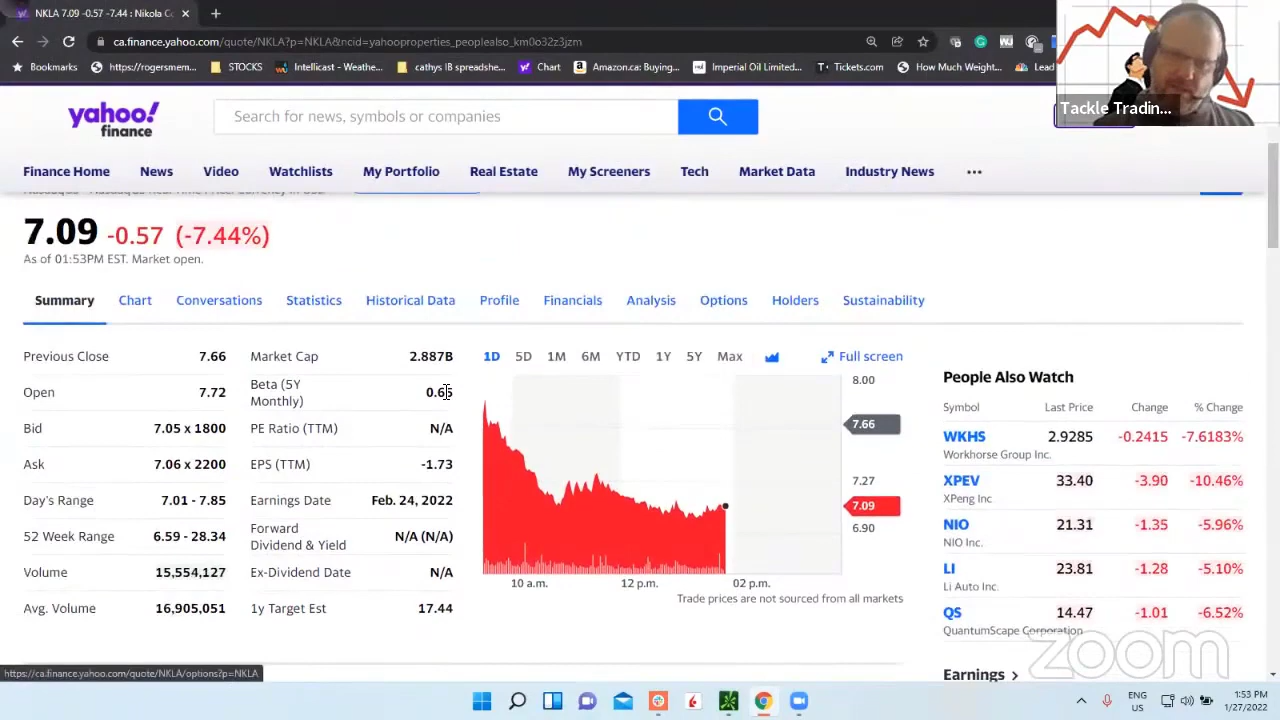 NKLA 7.09 -0.57 -7.44 : Nikola Co
ca.finance.yahoo.com/quote/NKLA?p=NKLA&ncid=yahooproperties_peoplealso_km0o32z3jzm
Bookmarks https://rogersmem... STOCKS Intellicast - Weathe... covered B spreadshe... Chart Amazon.ca: Buying,... Imperial Oil Limited... Tickets.com How Much Weight... Lead
Tackle Tradin...
yahoo!
finance
Search for news, symbols or companies
Finance Home News Video Watchlists My Portfolio Real Estate My Screeners Tech Market Data Industry News ...
7.09 -0.57 (-7.44%)
As of 01:53PM EST. Market open.
Summary Chart Conversations Statistics Historical Data Profile Financials Analysis Options Holders Sustainability
Previous Close 7.66
Open 7.72
Bid 7.05 x 1800
Ask 7.06 x 2200
Day's Range 7.01 - 7.85
52 Week Range 6.59 - 28.34
Volume 15,554,127
Avg. Volume 16,905,051
Market Cap 2.887B
Beta (5Y
Monthly)
PE Ratio (TTM) N/A
EPS (TTM) -1.73
Earnings Date Feb. 24, 2022
Forward
Dividend & Yield N/A (N/A)
Ex-Dividend Date N/A
1y Target Est 17.44
1D 5D 1M 6M YTD 1Y 5Y Max Full screen
8.00
7.66
7.27
7.09
6.90
10 a.m. 12 p.m. 02 p.m.
Trade prices are not sourced from all markets
People Also Watch
Symbol Last Price Change % Change
WKHS 2.9285 -0.2415 -7.6183%
Workhorse Group Inc.
XPEV 33.40 -3.90 -10.46%
XPeng Inc.
NIO 21.31 -1.35 -5.96%
NIO Inc.
LI 23.81 -1.28 -5.10%
Li Auto Inc.
QS 14.47 -1.01 -6.52%
QuantumScape Corporation
Earnings >
zoom
https://ca.finance.yahoo.com/quote/NKLA/options?p=NKLA
ENG
US
1:53 PM
1/27/2022